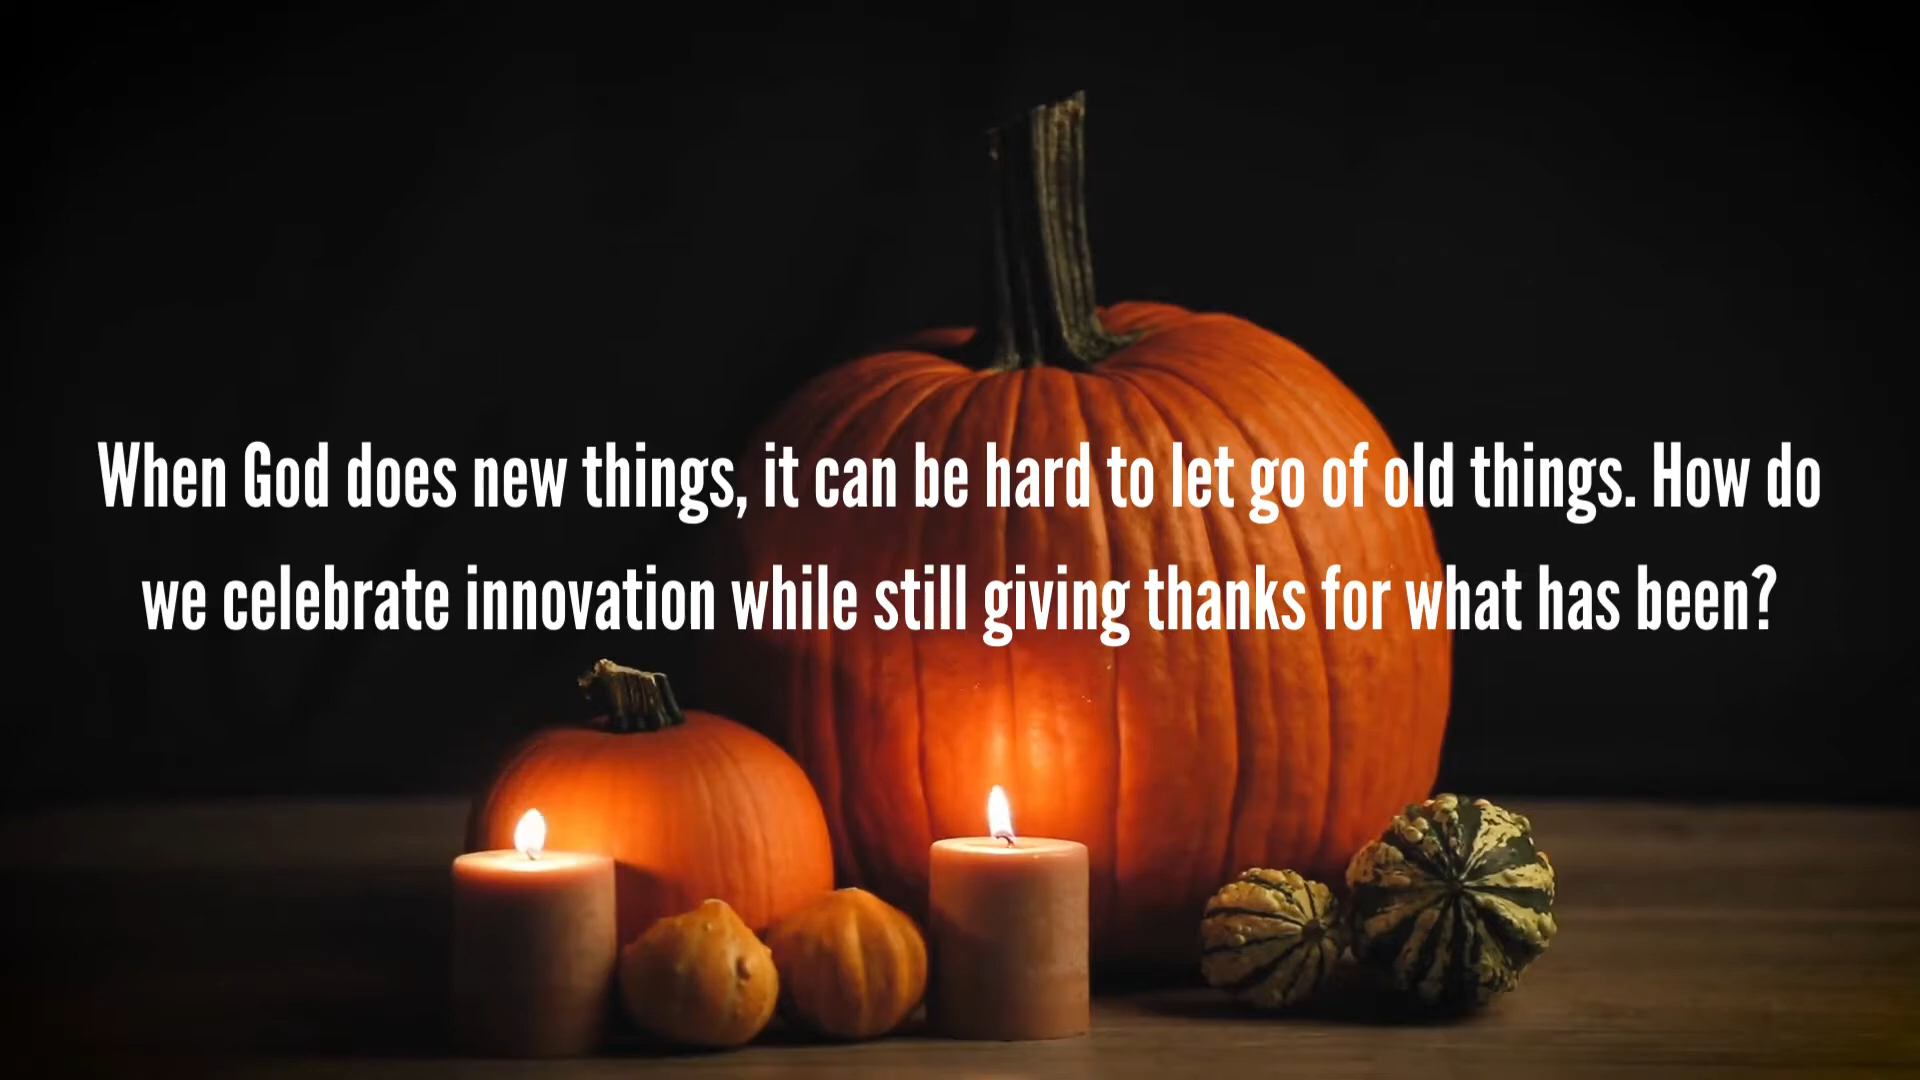 When God does new things, it can be hard to let go of old things. How do
we celebrate innovation while still giving thanks for what has been?